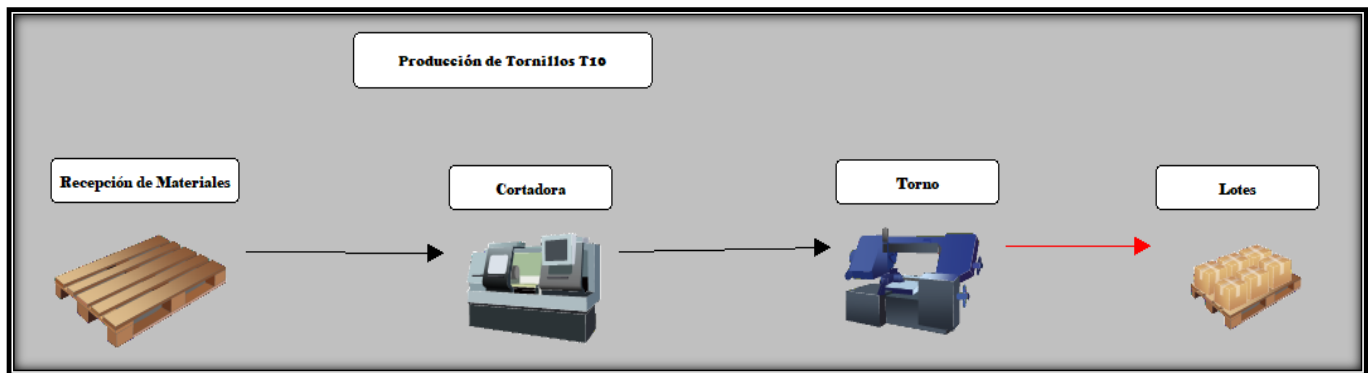 Producción de Tornillos T10
Recepción de Materiales
Cortadora
Torno
Lotes